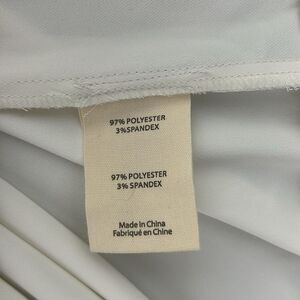 97% POLYESTER
3%SPANDEX
97% POLYESTER
3% SPANDEX
Made in China
Fabriqué en Chine